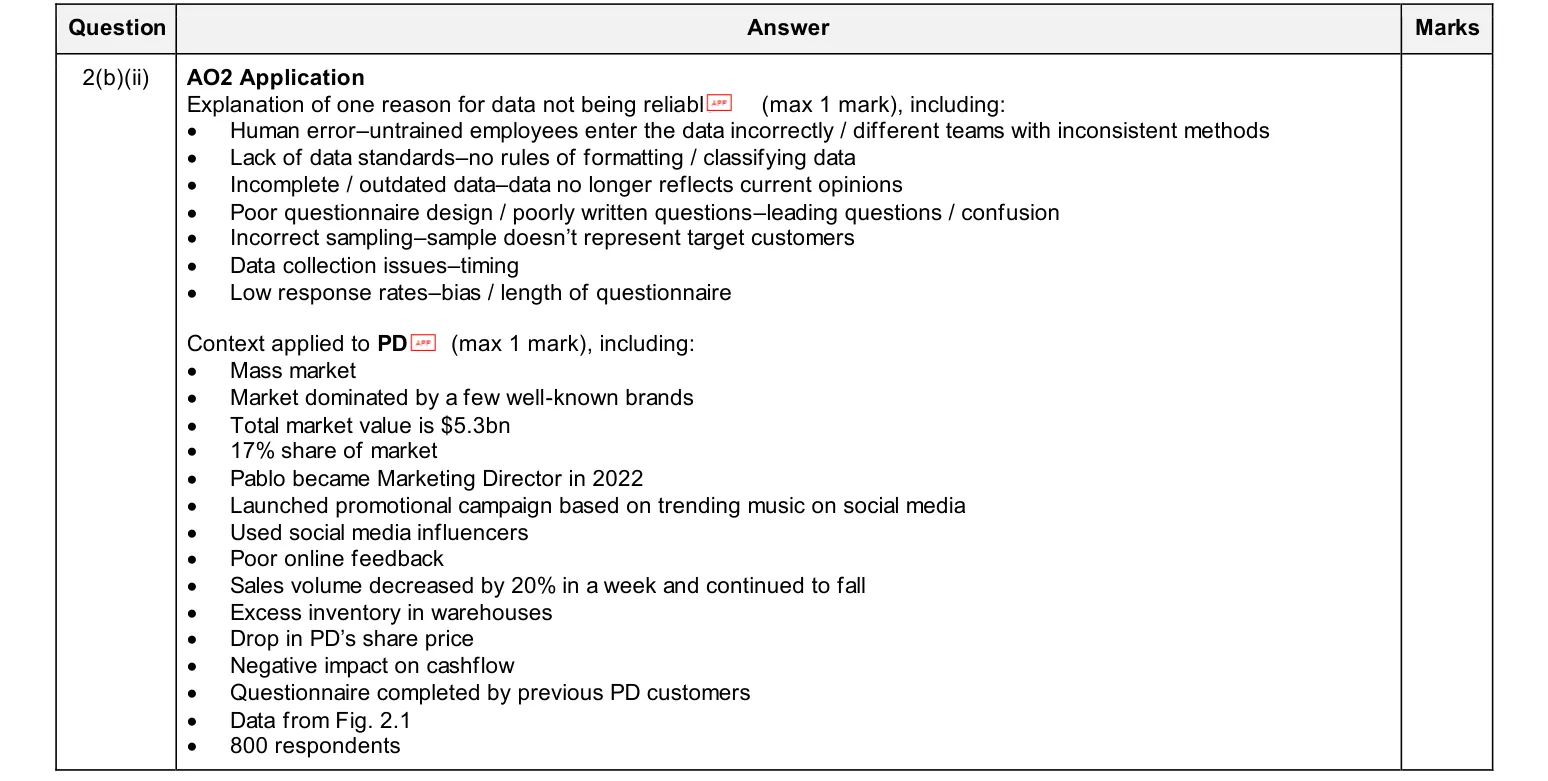 Question Answer Marks
2(b)(ii) AO2 Application
Explanation of one reason for data not being reliabl APP (max 1 mark), including:
• Human error–untrained employees enter the data incorrectly / different teams with inconsistent methods
• Lack of data standards–no rules of formatting / classifying data
• Incomplete / outdated data–data no longer reflects current opinions
• Poor questionnaire design / poorly written questions–leading questions / confusion
• Incorrect sampling–sample doesn’t represent target customers
• Data collection issues–timing
• Low response rates–bias / length of questionnaire
Context applied to PD APP (max 1 mark), including:
• Mass market
• Market dominated by a few well-known brands
• Total market value is $5.3bn
• 17% share of market
• Pablo became Marketing Director in 2022
• Launched promotional campaign based on trending music on social media
• Used social media influencers
• Poor online feedback
• Sales volume decreased by 20% in a week and continued to fall
• Excess inventory in warehouses
• Drop in PD’s share price
• Negative impact on cashflow
• Questionnaire completed by previous PD customers
• Data from Fig. 2.1
• 800 respondents